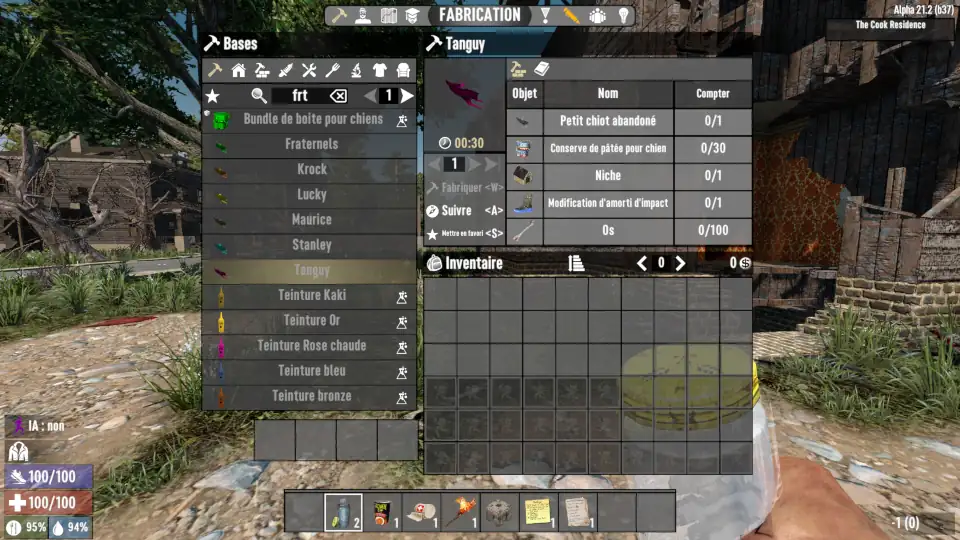 FABRICATION
Alpha 21.2 (b37)
The Cook Residence
Bases
frt
1
Bundle de boite pour chiens
Fraternels
Krock
Lucky
Maurice
Stanley
Tanguy
Teinture Kaki
Teinture Or
Teinture Rose chaude
Teinture bleu
Teinture bronze
Tanguy
00:30
1
Fabriquer <W>
Suivre <A>
Mettre en favori <S>
Objet Nom Compter
Petit chiot abandonné 0/1
Conserve de pâtée pour chien 0/30
Niche 0/1
Modification d'amorti d'impact 0/1
Os 0/100
Inventaire 0 0
IA : non
100/100
100/100
95% 94%
2 1 1 1 1 1
-1 (0)